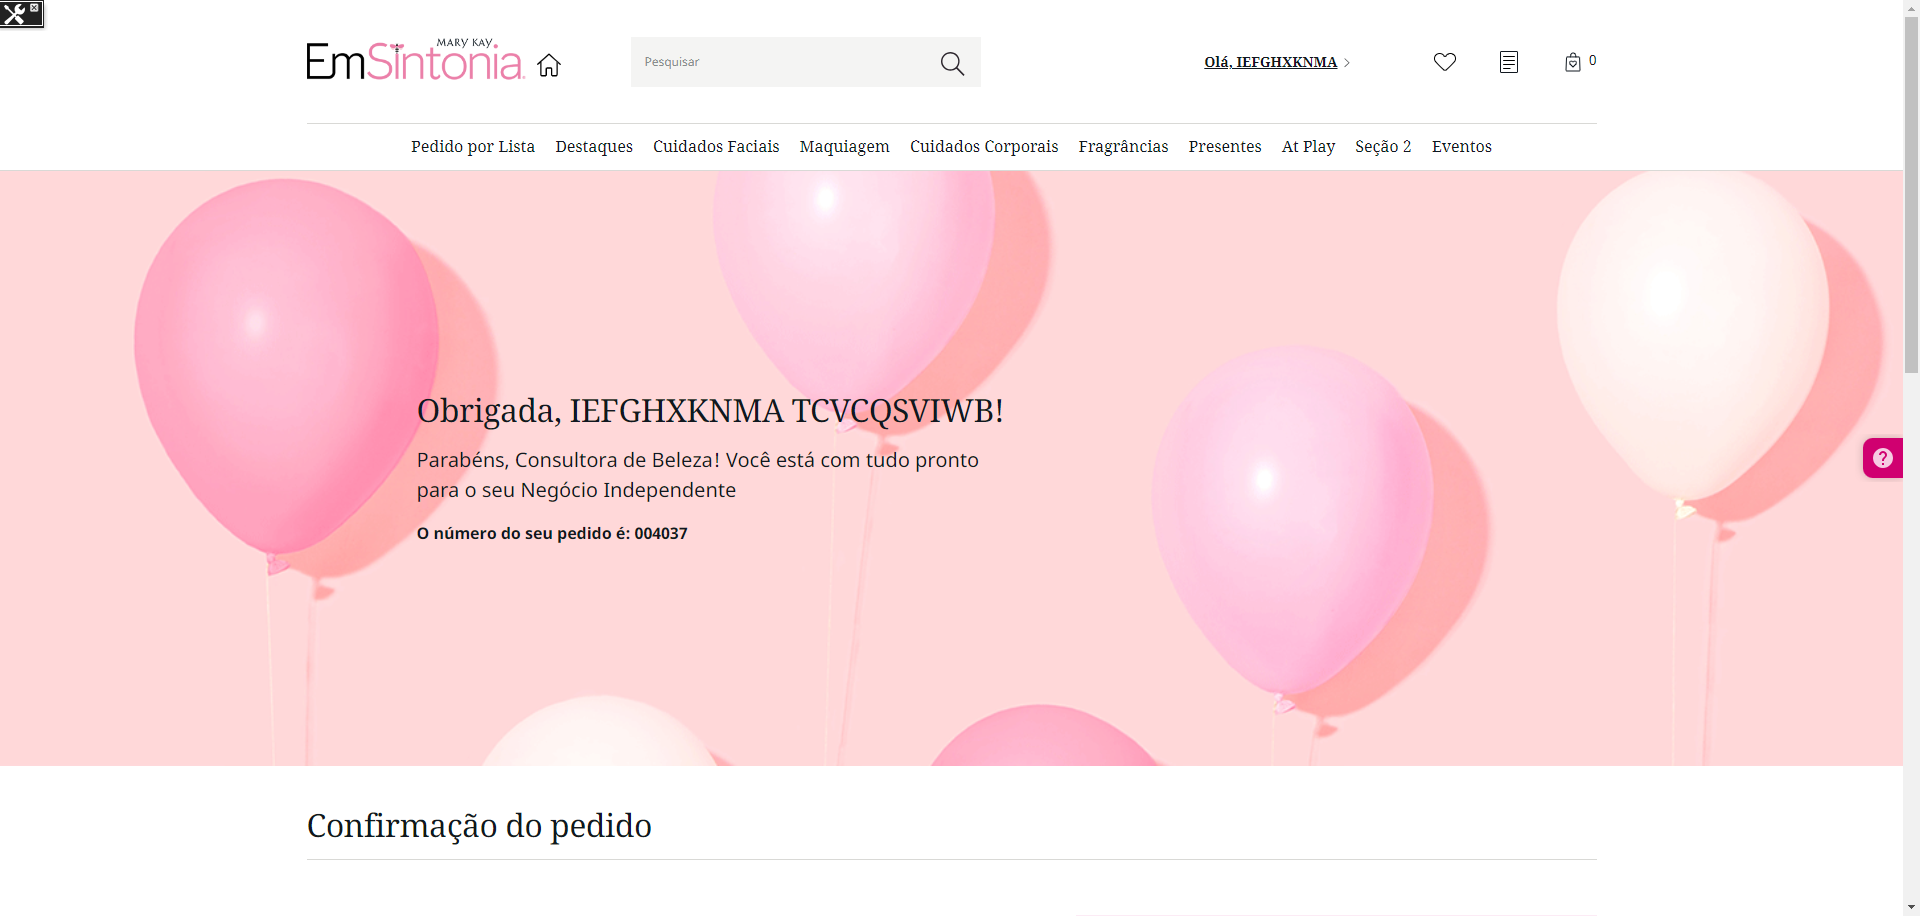 MARY KAY
EmSintonia
Pesquisar
Olá, IEFGHXKNMA
0
Pedido por Lista Destaques Cuidados Faciais Maquiagem Cuidados Corporais Fragrâncias Presentes At Play Seção 2 Eventos
Obrigada, IEFGHXKNMA TCVCQSVIWB!
Parabéns, Consultora de Beleza! Você está com tudo pronto
para o seu Negócio Independente
O número do seu pedido é: 004037
Confirmação do pedido